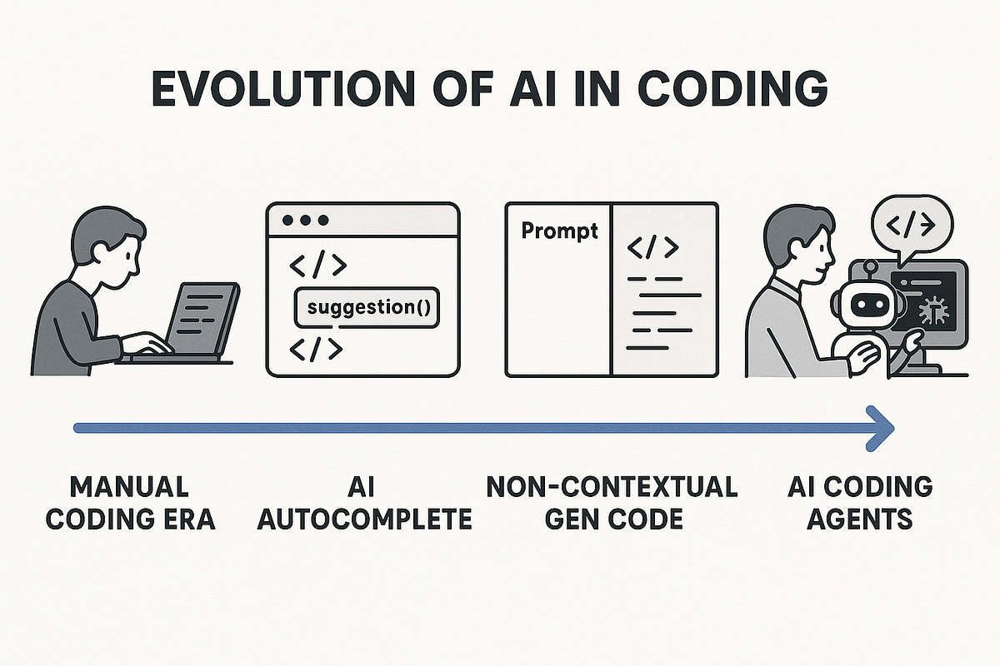 EVOLUTION OF AI IN CODING
</>
suggestion()
</>
Prompt
</>
</>
MANUAL
CODING ERA
AI
AUTOCOMPLETE
NON-CONTEXTUAL
GEN CODE
AI CODING
AGENTS